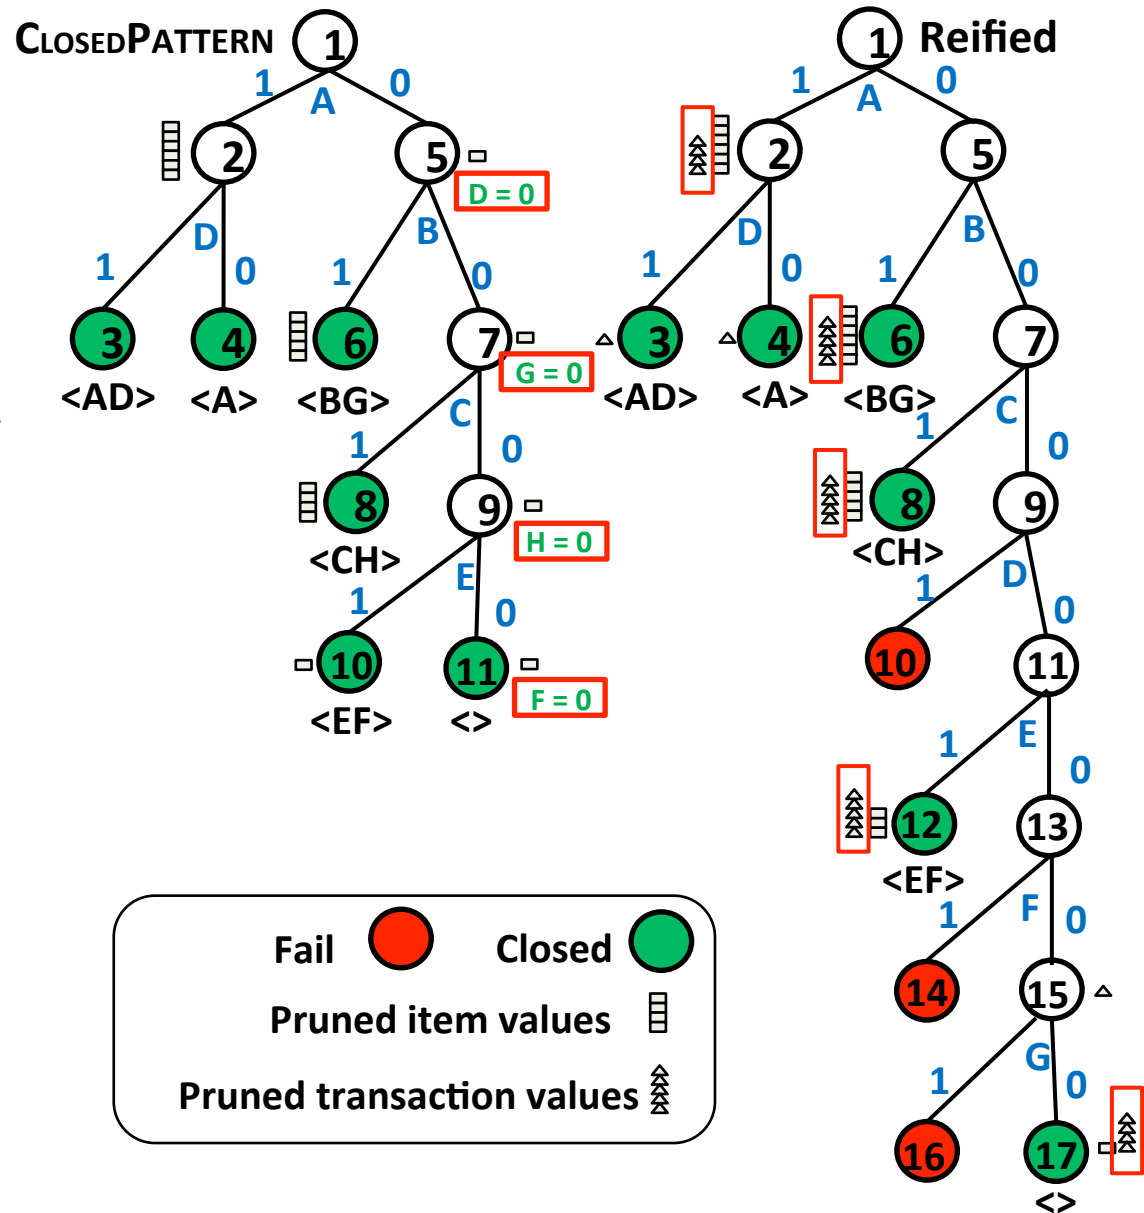 CLOSEDPATTERN 1
1 0
A
2 5
D = 0
D B
1 0 1 0
3 4 6 7
<AD> <A> <BG> G = 0
C
1 0
8 9
<CH> H = 0
E
1 0
10 11
<EF> <> F = 0
1 Reified
1 0
A
2 5
D B
1 0 1 0
3 4 6 7
<AD> <A> <BG>
C
1 0
8 9
<CH>
D
1 0
10 11
E
1 0
12 13
<EF>
F
1 0
14 15
G
1 0
16 17
<>
Fail Closed
Pruned item values
Pruned transaction values